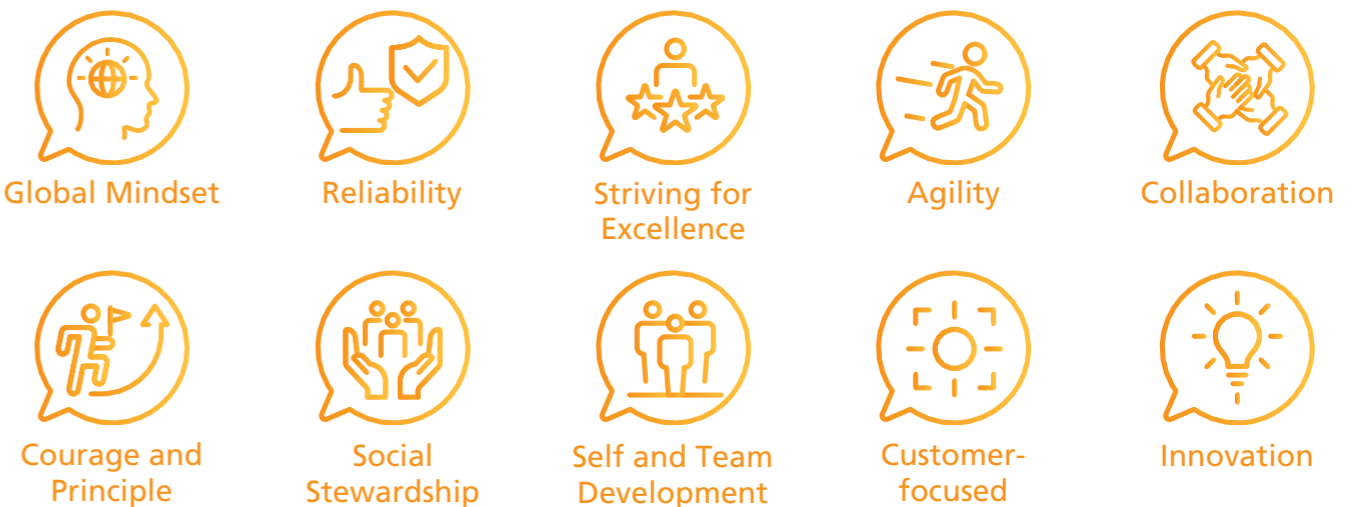 Global Mindset
Reliability
Striving for
Excellence
Agility
Collaboration
Courage and
Principle
Social
Stewardship
Self and Team
Development
Customer-
focused
Innovation